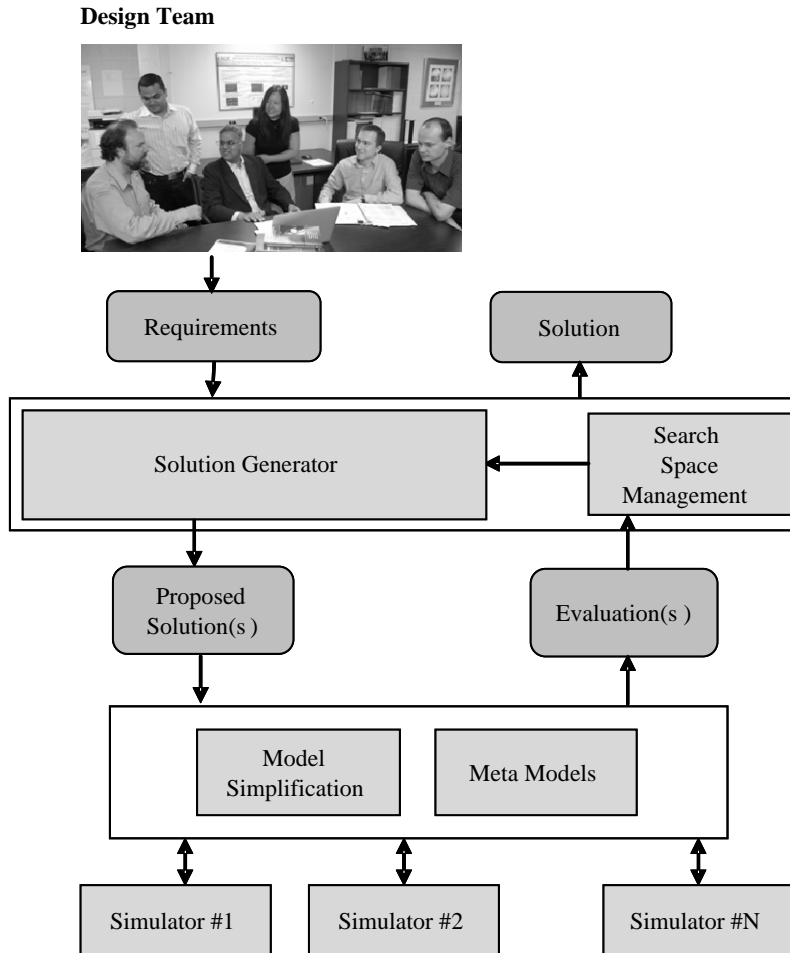 Design Team
Requirements
Solution
Solution Generator
Search
Space
Management
Proposed
Solution(s )
Evaluation(s )
Model
Simplification
Meta Models
Simulator #1
Simulator #2
Simulator #N